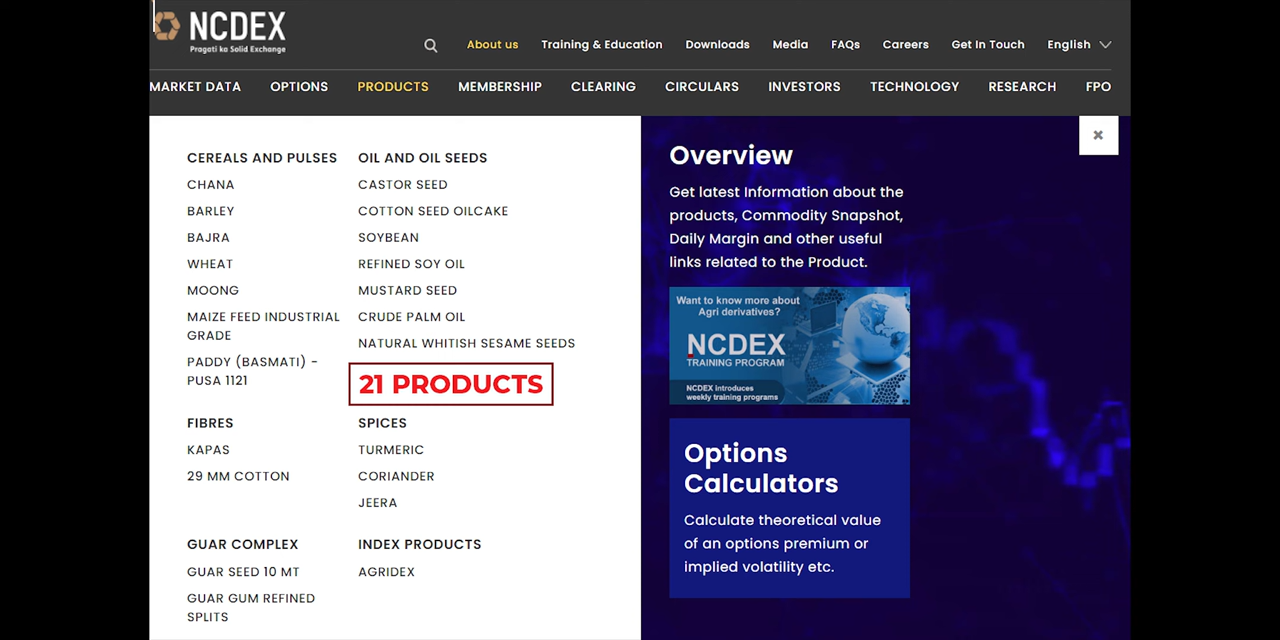 NCDEX
Pragati ka Solid Exchange
About us Training & Education Downloads Media FAQs Careers Get In Touch English
MARKET DATA OPTIONS PRODUCTS MEMBERSHIP CLEARING CIRCULARS INVESTORS TECHNOLOGY RESEARCH FPO
CEREALS AND PULSES
CHANA
BARLEY
BAJRA
WHEAT
MOONG
MAIZE FEED INDUSTRIAL
GRADE
PADDY (BASMATI) -
PUSA 1121
OIL AND OIL SEEDS
CASTOR SEED
COTTON SEED OILCAKE
SOYBEAN
REFINED SOY OIL
MUSTARD SEED
CRUDE PALM OIL
NATURAL WHITISH SESAME SEEDS
21 PRODUCTS
FIBRES
KAPAS
29 MM COTTON
SPICES
TURMERIC
CORIANDER
JEERA
GUAR COMPLEX
GUAR SEED 10 MT
GUAR GUM REFINED
SPLITS
INDEX PRODUCTS
AGRIDEX
Overview
Get latest Information about the
products, Commodity Snapshot,
Daily Margin and other useful
links related to the Product.
Want to know more about
Agri derivatives?
NCDEX
TRAINING PROGRAM
NCDEX introduces
weekly training programs
Options
Calculators
Calculate theoretical value
of an options premium or
implied volatility etc.